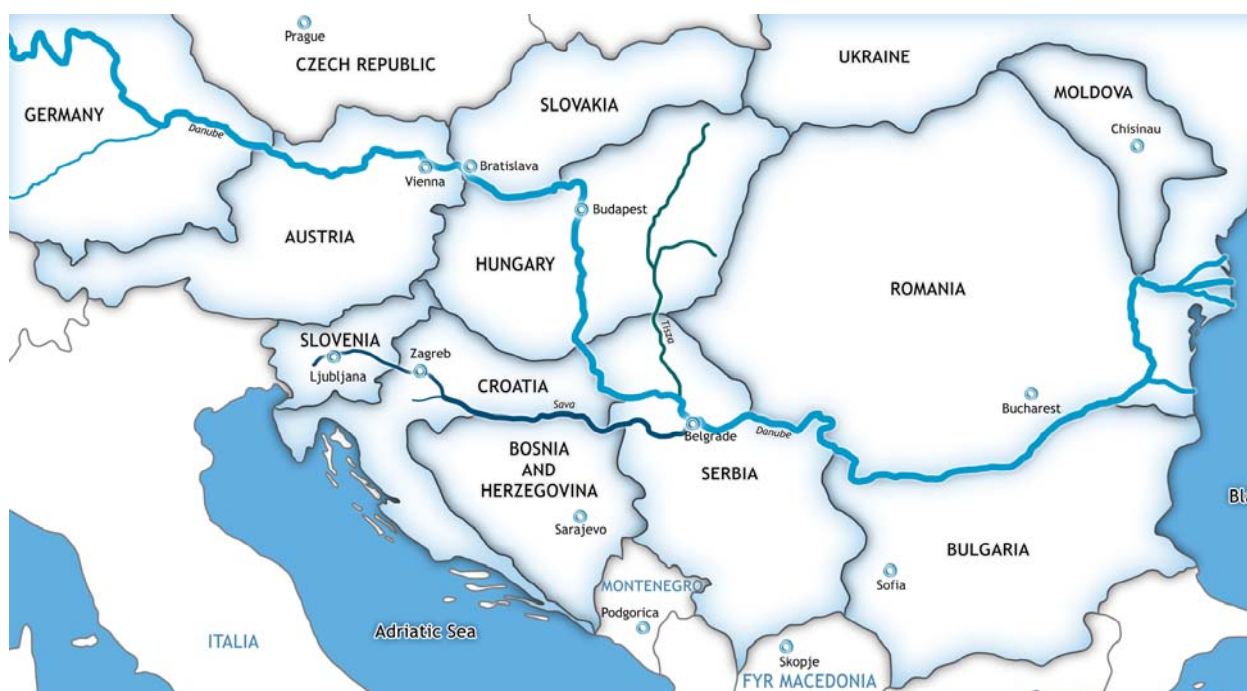 Prague
CZECH REPUBLIC
UKRAINE
GERMANY
Danube
SLOVAKIA
MOLDOVA
Chisinau
Vienna
Bratislava
Budapest
AUSTRIA
HUNGARY
ROMANIA
Tisza
SLOVENIA
Ljubljana
Zagreb
CROATIA
Sava
Bucharest
Belgrade
Danube
BOSNIA
AND
HERZEGOVINA
SERBIA
Sarajevo
BULGARIA
Sofia
MONTENEGRO
Podgorica
ITALIA
Adriatic Sea
Skopje
FYR MACEDONIA